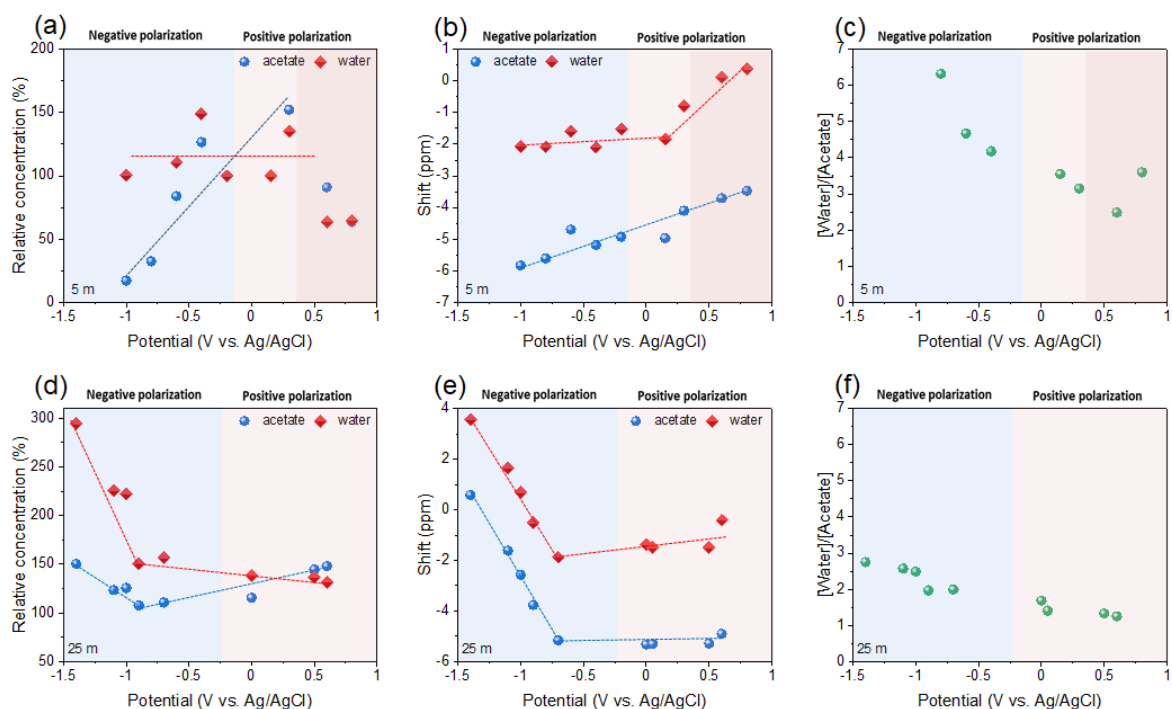 (a)
Negative polarization Positive polarization
acetate water
200
150
100
50
0
Relative concentration (%)
5 m
-1.5 -1 -0.5 0 0.5 1
Potential (V vs. Ag/AgCl)
(b)
Negative polarization Positive polarization
acetate water
1
0
-1
-2
-3
-4
-5
-6
-7
Shift (ppm)
5 m
-1.5 -1 -0.5 0 0.5 1
Potential (V vs. Ag/AgCl)
(c)
Negative polarization Positive polarization
7
6
5
4
3
2
1
0
[Water]/[Acetate]
5 m
-1.5 -1 -0.5 0 0.5 1
Potential (V vs. Ag/AgCl)
(d)
Negative polarization Positive polarization
acetate water
300
250
200
150
100
50
Relative concentration (%)
25 m
-1.5 -1 -0.5 0 0.5 1
Potential (V vs. Ag/AgCl)
(e)
Negative polarization Positive polarization
acetate water
4
2
0
-2
-4
-6
Shift (ppm)
25 m
-1.5 -1 -0.5 0 0.5 1
Potential (V vs. Ag/AgCl)
(f)
Negative polarization Positive polarization
7
6
5
4
3
2
1
0
[Water]/[Acetate]
25 m
-1.5 -1 -0.5 0 0.5 1
Potential (V vs. Ag/AgCl)